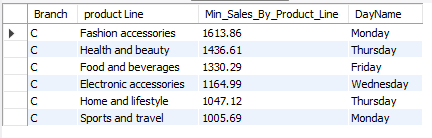 Branch product Line Min_Sales_By_Product_Line DayName
C Fashion accessories 1613.86 Monday
C Health and beauty 1436.61 Thursday
C Food and beverages 1330.29 Friday
C Electronic accessories 1164.99 Wednesday
C Home and lifestyle 1047.12 Thursday
C Sports and travel 1005.69 Monday